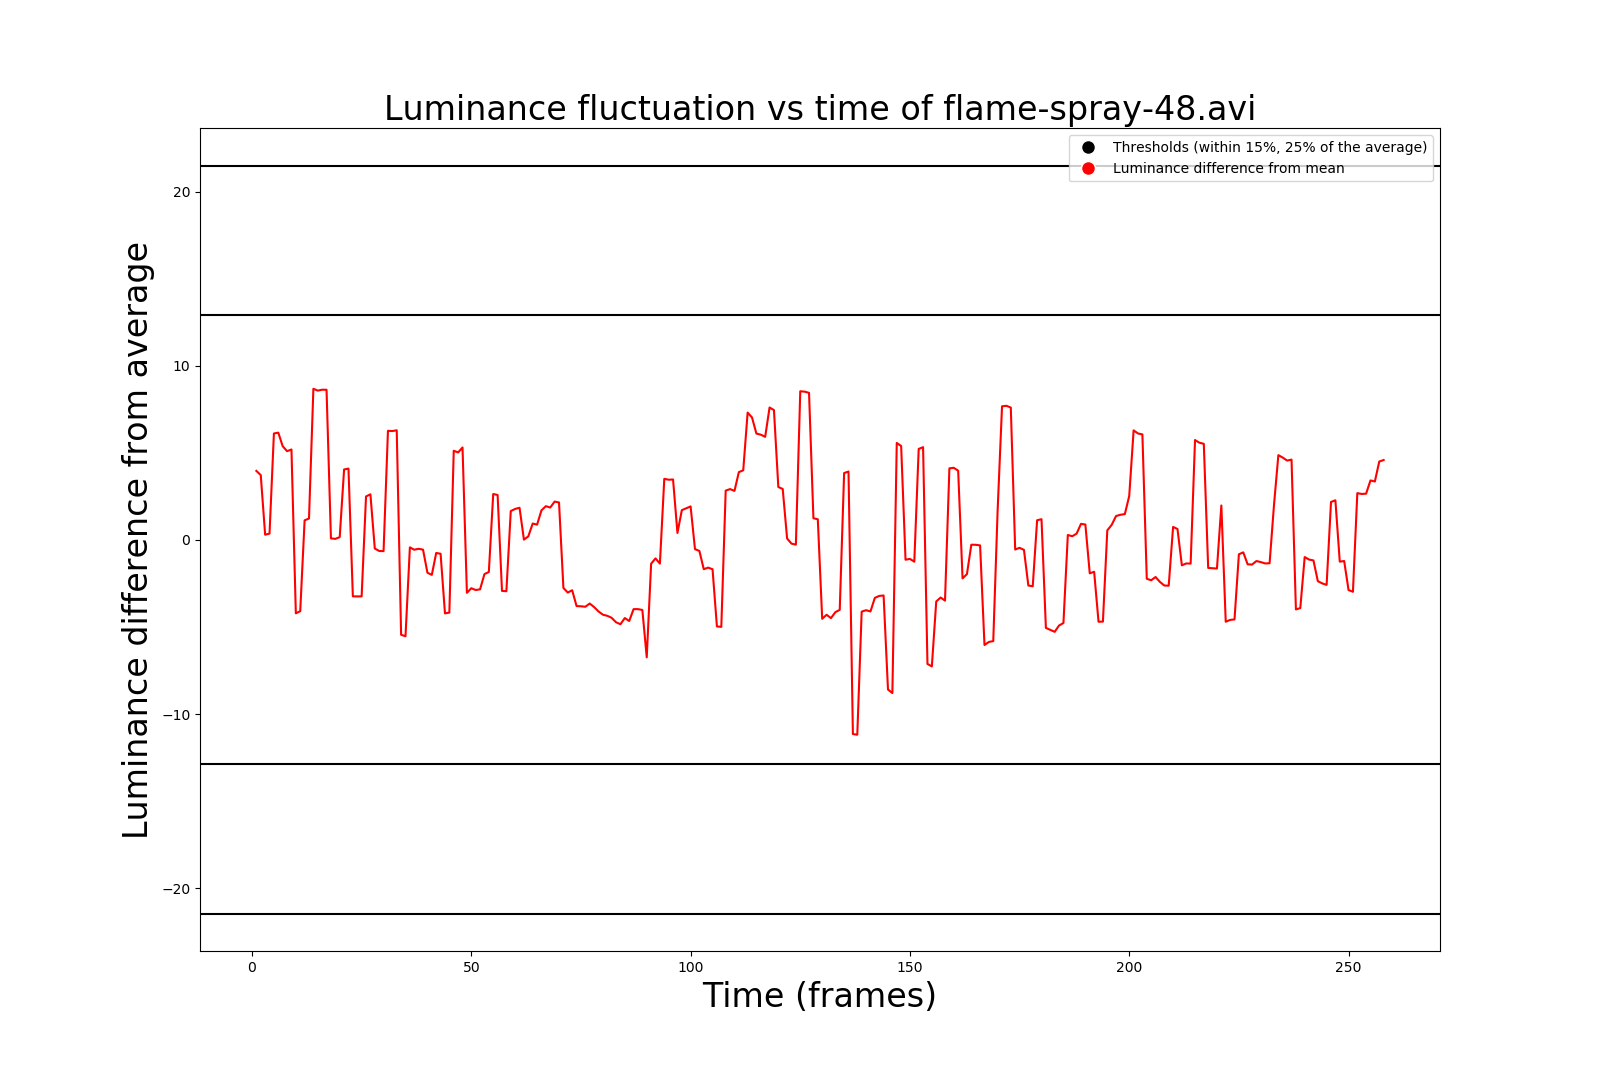 Luminance fluctuation vs time of flame-spray-48.avi
Thresholds (within 15%, 25% of the average)
Luminance difference from mean
Luminance difference from average
20
10
0
−10
−20
0 50 100 150 200 250
Time (frames)